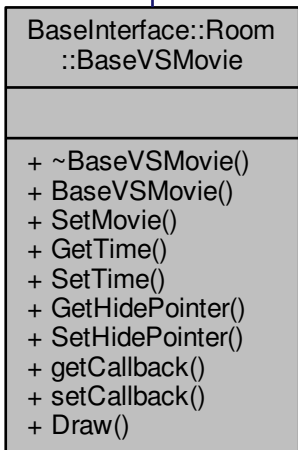 BaseInterface::Room
::BaseVSMovie
+ ~BaseVSMovie()
+ BaseVSMovie()
+ SetMovie()
+ GetTime()
+ SetTime()
+ GetHidePointer()
+ SetHidePointer()
+ getCallback()
+ setCallback()
+ Draw()